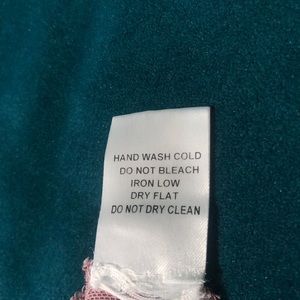 HAND WASH COLD
DO NOT BLEACH
IRON LOW
DRY FLAT
DO NOT DRY CLEAN